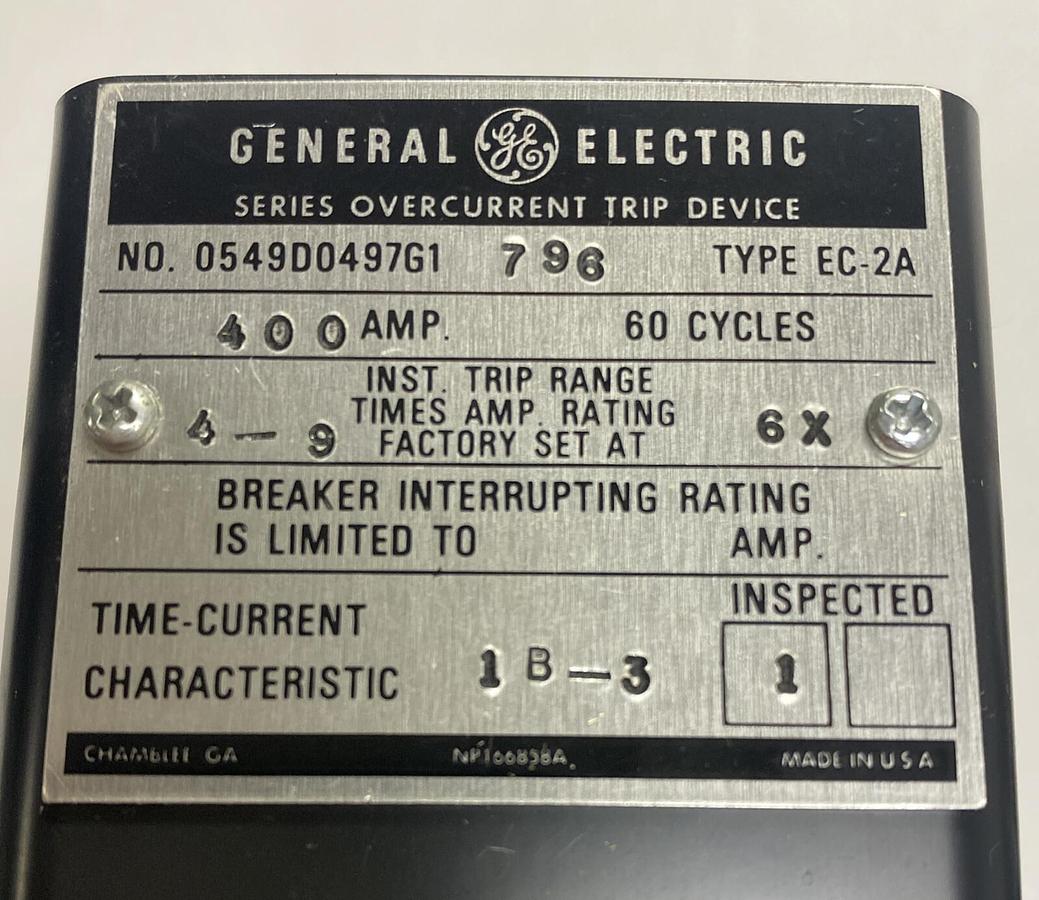 GENERAL GE ELECTRIC
SERIES OVERCURRENT TRIP DEVICE
NO. 0549D0497G1 796 TYPE EC-2A
400 AMP. 60 CYCLES
INST. TRIP RANGE
4 — 9 TIMES AMP. RATING 6X
FACTORY SET AT
BREAKER INTERRUPTING RATING
IS LIMITED TO AMP.
INSPECTED
TIME-CURRENT
CHARACTERISTIC 1B—3 1
CHAMBLEE GA NP166858A MADE IN USA